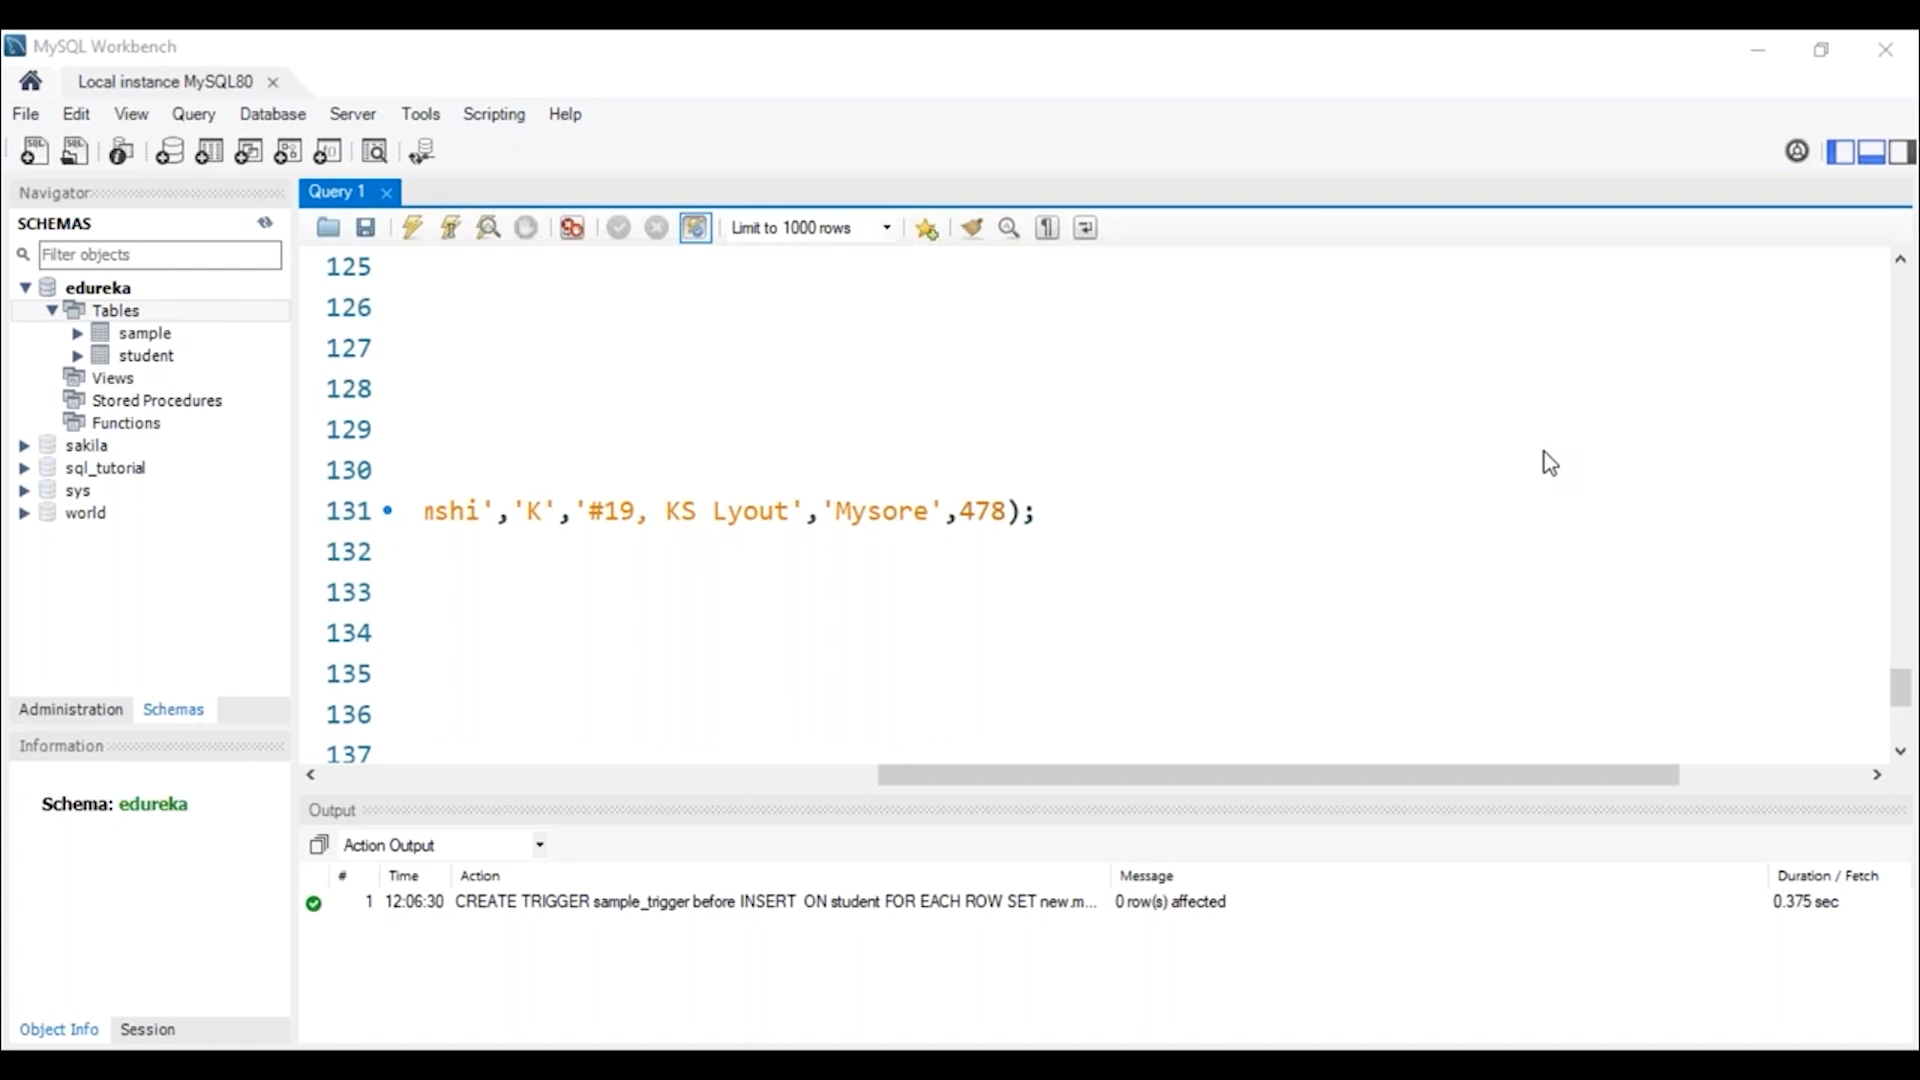 MySQL Workbench
Local instance MySQL80
File Edit View Query Database Server Tools Scripting Help
Navigator
SCHEMAS
Filter objects
edureka
Tables
sample
student
Views
Stored Procedures
Functions
sakila
sql_tutorial
sys
world
Administration Schemas
Information
Schema: edureka
Object Info Session
Query 1
Limit to 1000 rows
125
126
127
128
129
130
131 nshi','K','#19, KS Lyout','Mysore',478);
132
133
134
135
136
137
Output
Action Output
# Time Action Message Duration / Fetch
1 12:06:30 CREATE TRIGGER sample_trigger before INSERT ON student FOR EACH ROW SET new.m... 0 row(s) affected 0.375 sec